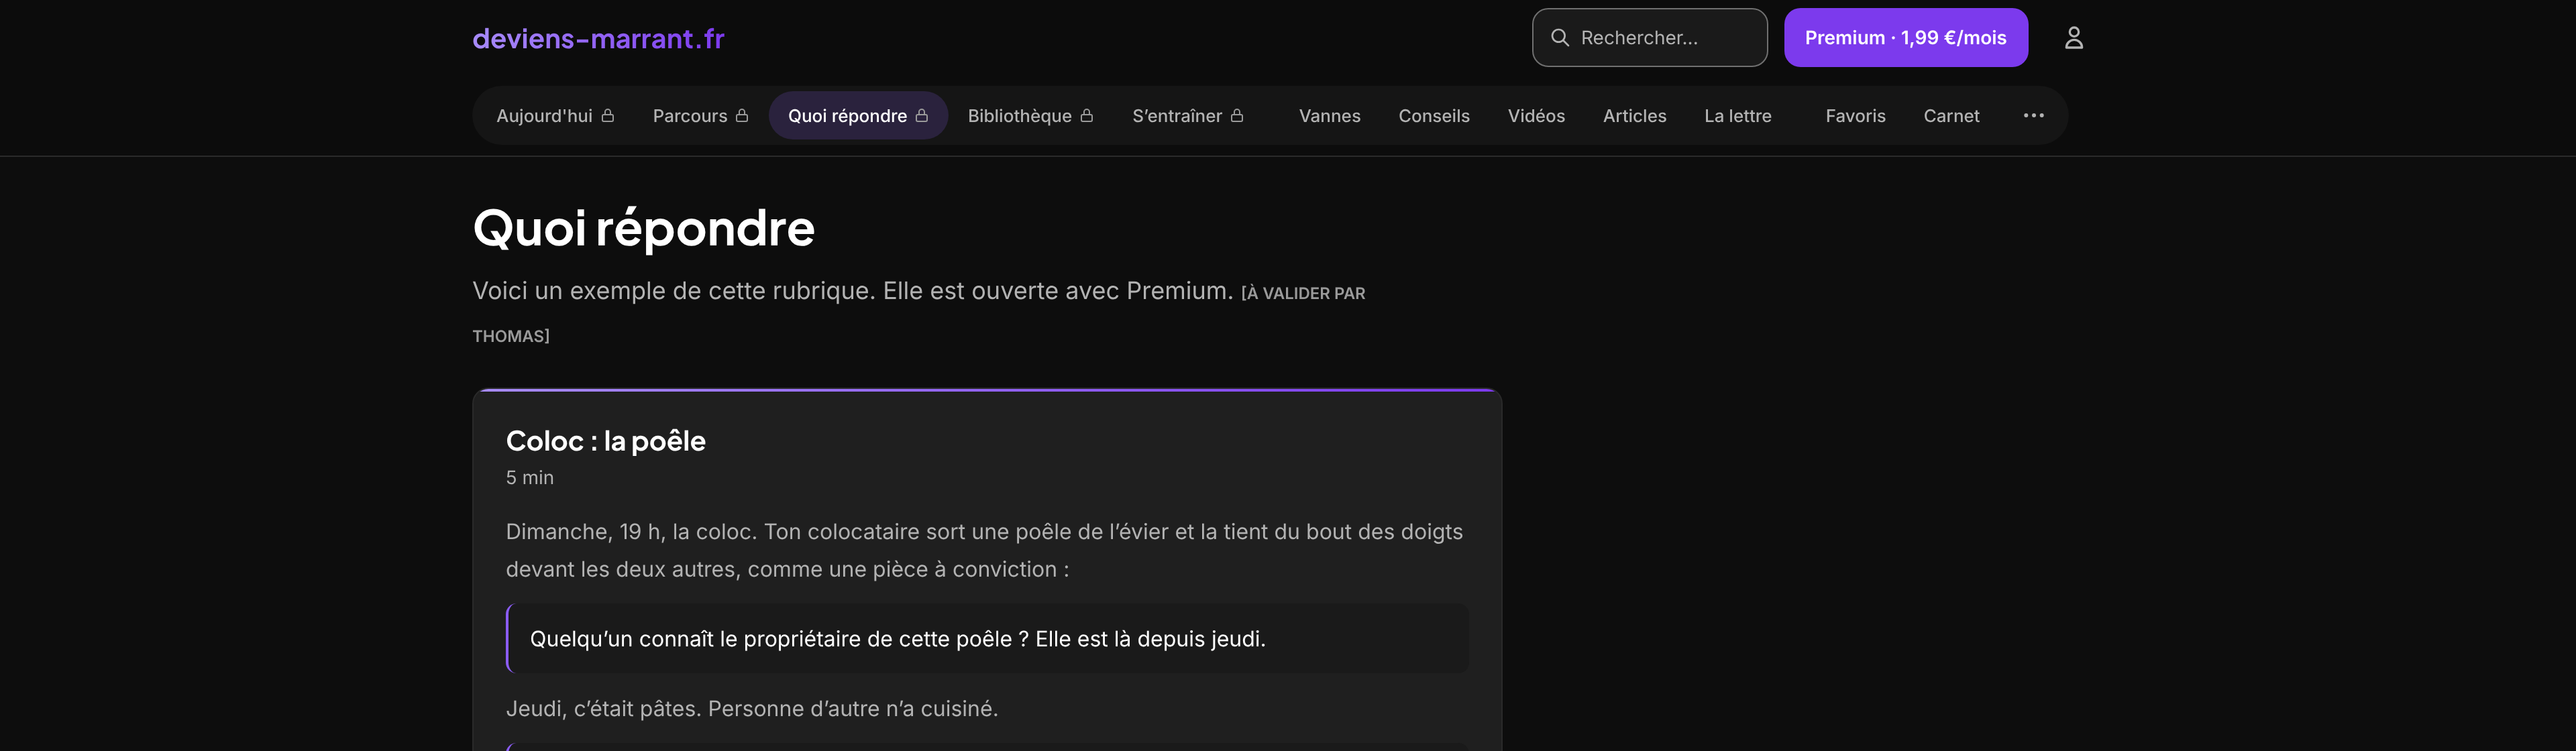 deviens-marrant.fr
Rechercher...
Premium · 1,99 €/mois
Aujourd'hui
Parcours
Quoi répondre
Bibliothèque
S’entraîner
Vannes
Conseils
Vidéos
Articles
La lettre
Favoris
Carnet
Quoi répondre
Voici un exemple de cette rubrique. Elle est ouverte avec Premium. [À VALIDER PAR
THOMAS]
Coloc : la poêle
5 min
Dimanche, 19 h, la coloc. Ton colocataire sort une poêle de l’évier et la tient du bout des doigts
devant les deux autres, comme une pièce à conviction :
Quelqu’un connaît le propriétaire de cette poêle ? Elle est là depuis jeudi.
Jeudi, c’était pâtes. Personne d’autre n’a cuisiné.